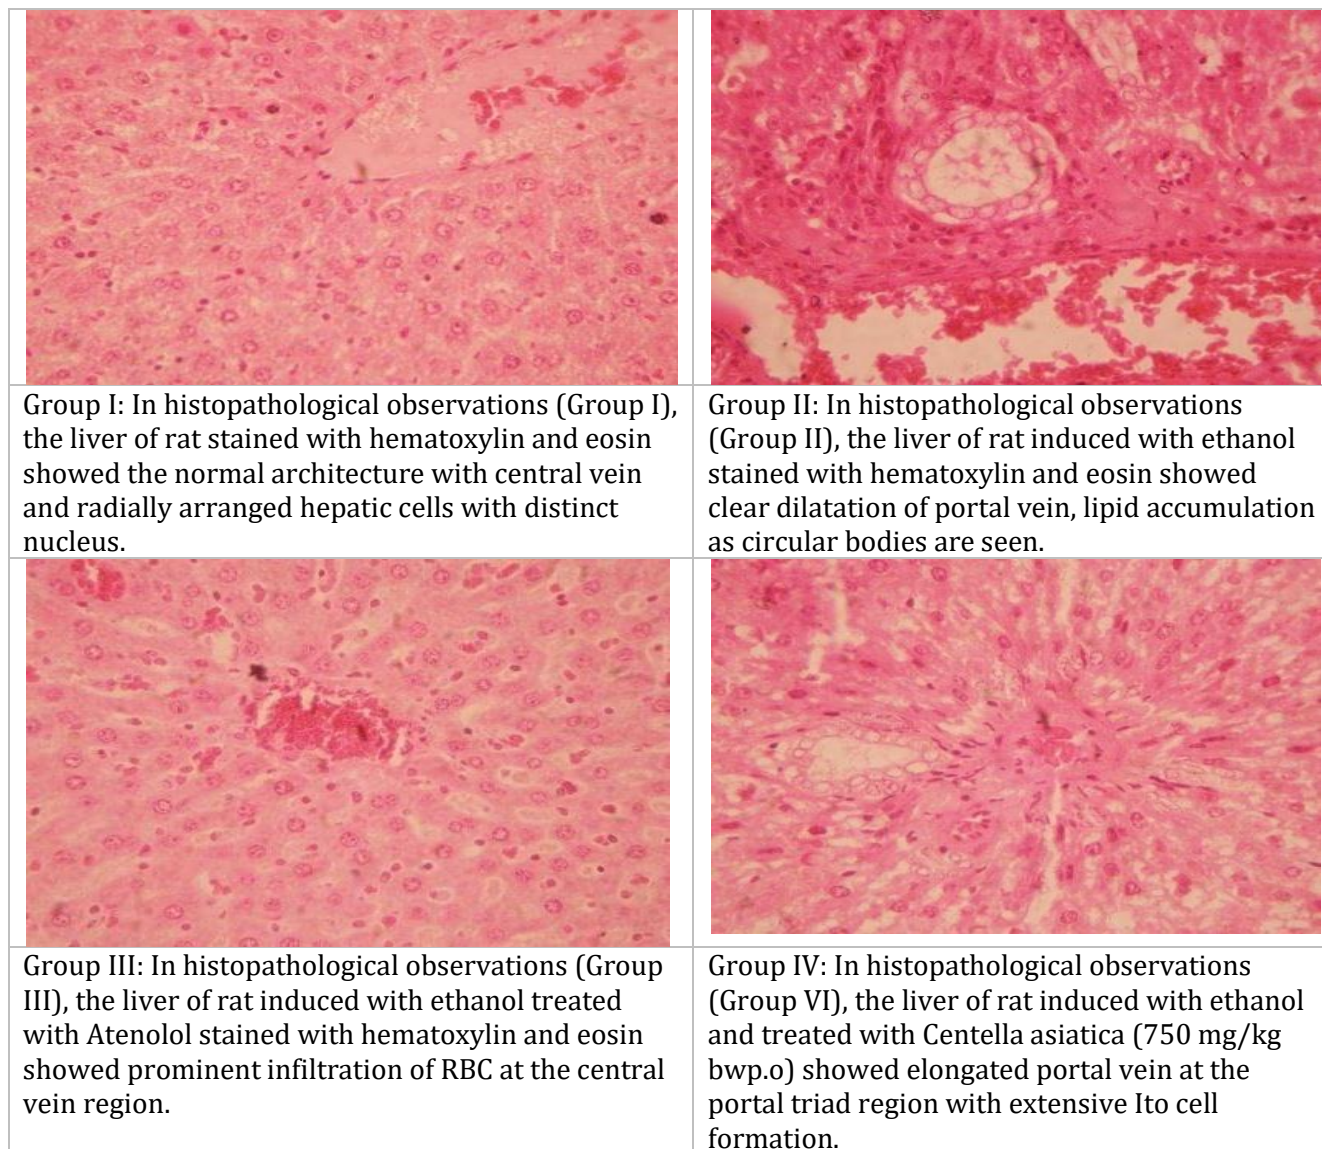 Group I: In histopathological observations (Group I),
the liver of rat stained with hematoxylin and eosin
showed the normal architecture with central vein
and radially arranged hepatic cells with distinct
nucleus.
Group II: In histopathological observations
(Group II), the liver of rat induced with ethanol
stained with hematoxylin and eosin showed
clear dilatation of portal vein, lipid accumulation
as circular bodies are seen.
Group III: In histopathological observations (Group
III), the liver of rat induced with ethanol treated
with Atenolol stained with hematoxylin and eosin
showed prominent infiltration of RBC at the central
vein region.
Group IV: In histopathological observations
(Group VI), the liver of rat induced with ethanol
and treated with Centella asiatica (750 mg/kg
bwp.o) showed elongated portal vein at the
portal triad region with extensive Ito cell
formation.